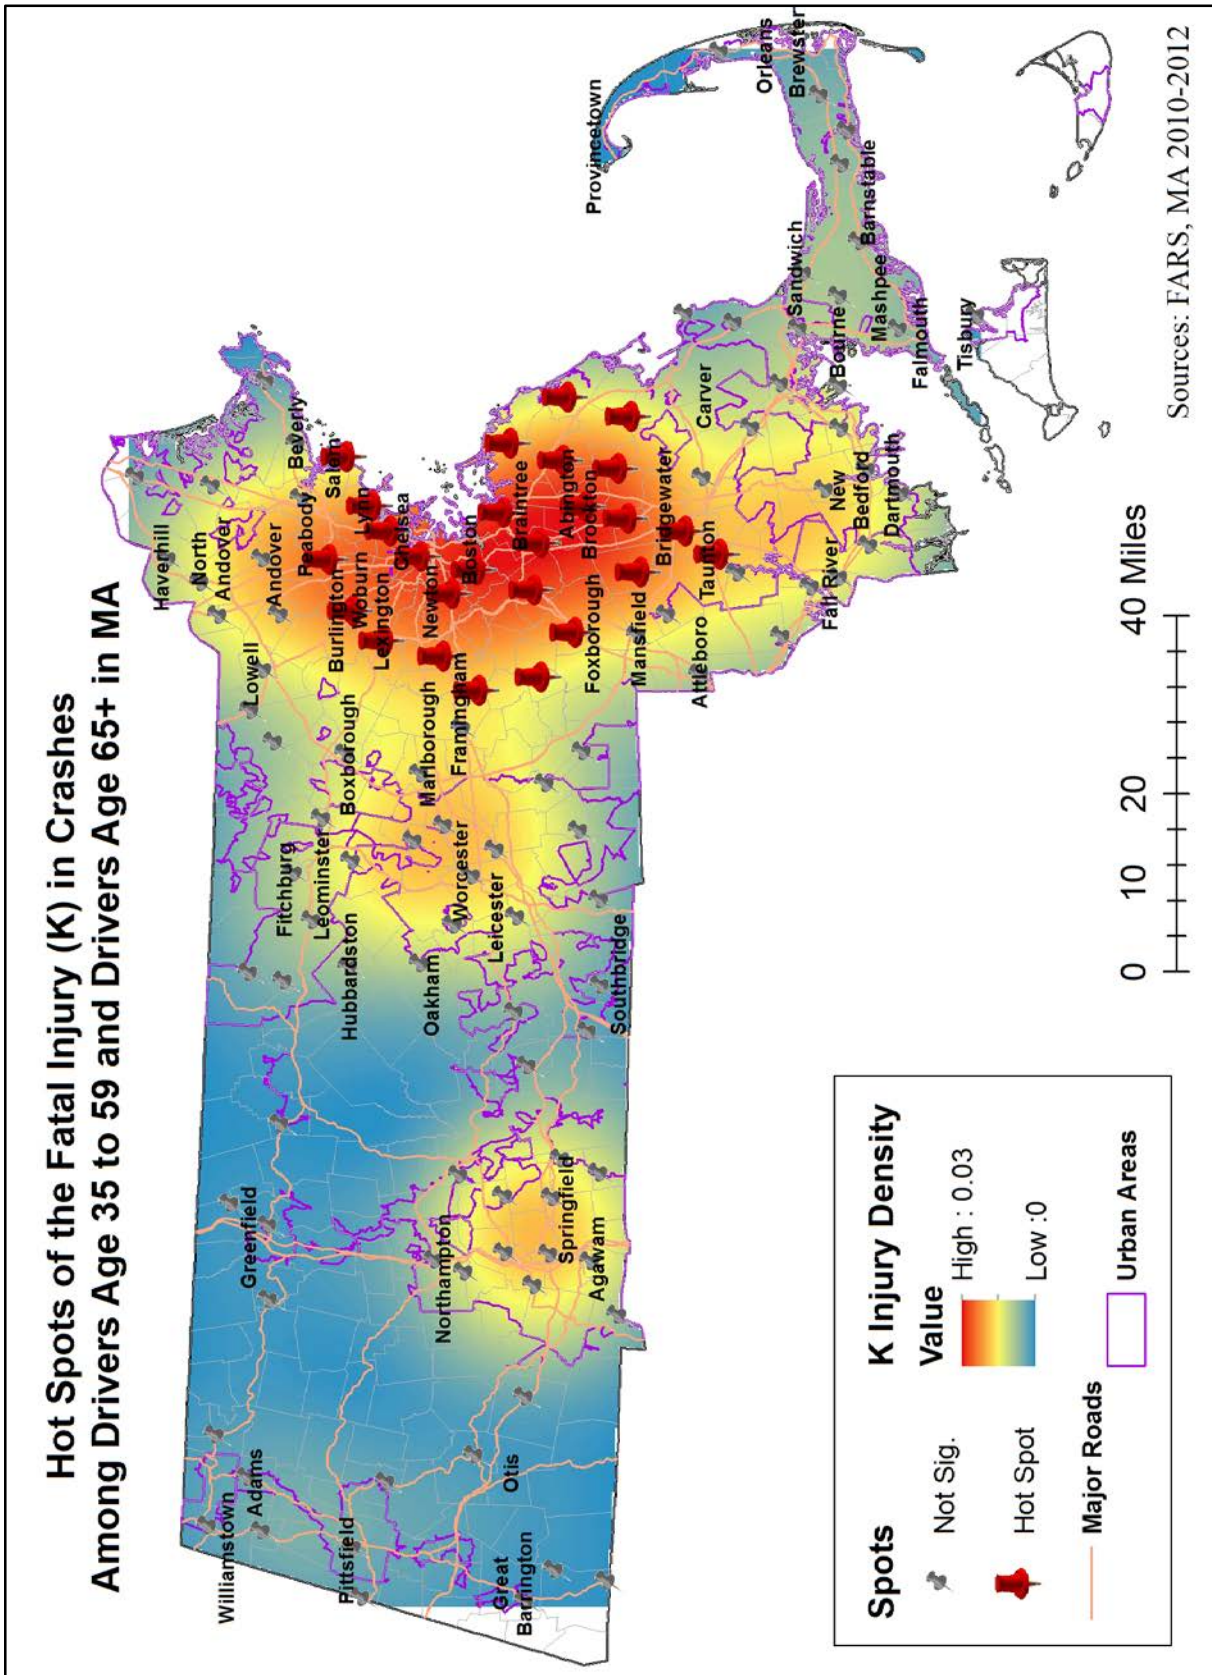 Hot Spots of the Fatal Injury (K) in Crashes
Among Drivers Age 35 to 59 and Drivers Age 65+ in MA
Williamstown
Adams
Pittsfield
Great
Barrington
Otis
Greenfield
Northampton
Springfield
Agawam
Fitchburg
Leominster
Hubbardston
Oakham
Worcester
Leicester
Southbridge
Boxborough
Marlborough
Framingham
Lowell
Haverhill
North
Andover
Andover
Peabody
Beverly
Salem
Lynn
Chelsea
Burlington
Woburn
Lexington
Newton
Boston
Braintree
Abington
Brockton
Bridgewater
Foxborough
Mansfield
Taunton
Attleboro
Fall River
New
Bedford
Dartmouth
Carver
Sandwich
Bourne
Mashpee
Falmouth
Barnstable
Tisbury
Provincetown
Orleans
Brewster
Spots
Not Sig.
Hot Spot
Major Roads
K Injury Density
Value
High : 0.03
Low :0
Urban Areas
0 10 20 40 Miles
Sources: FARS, MA 2010-2012